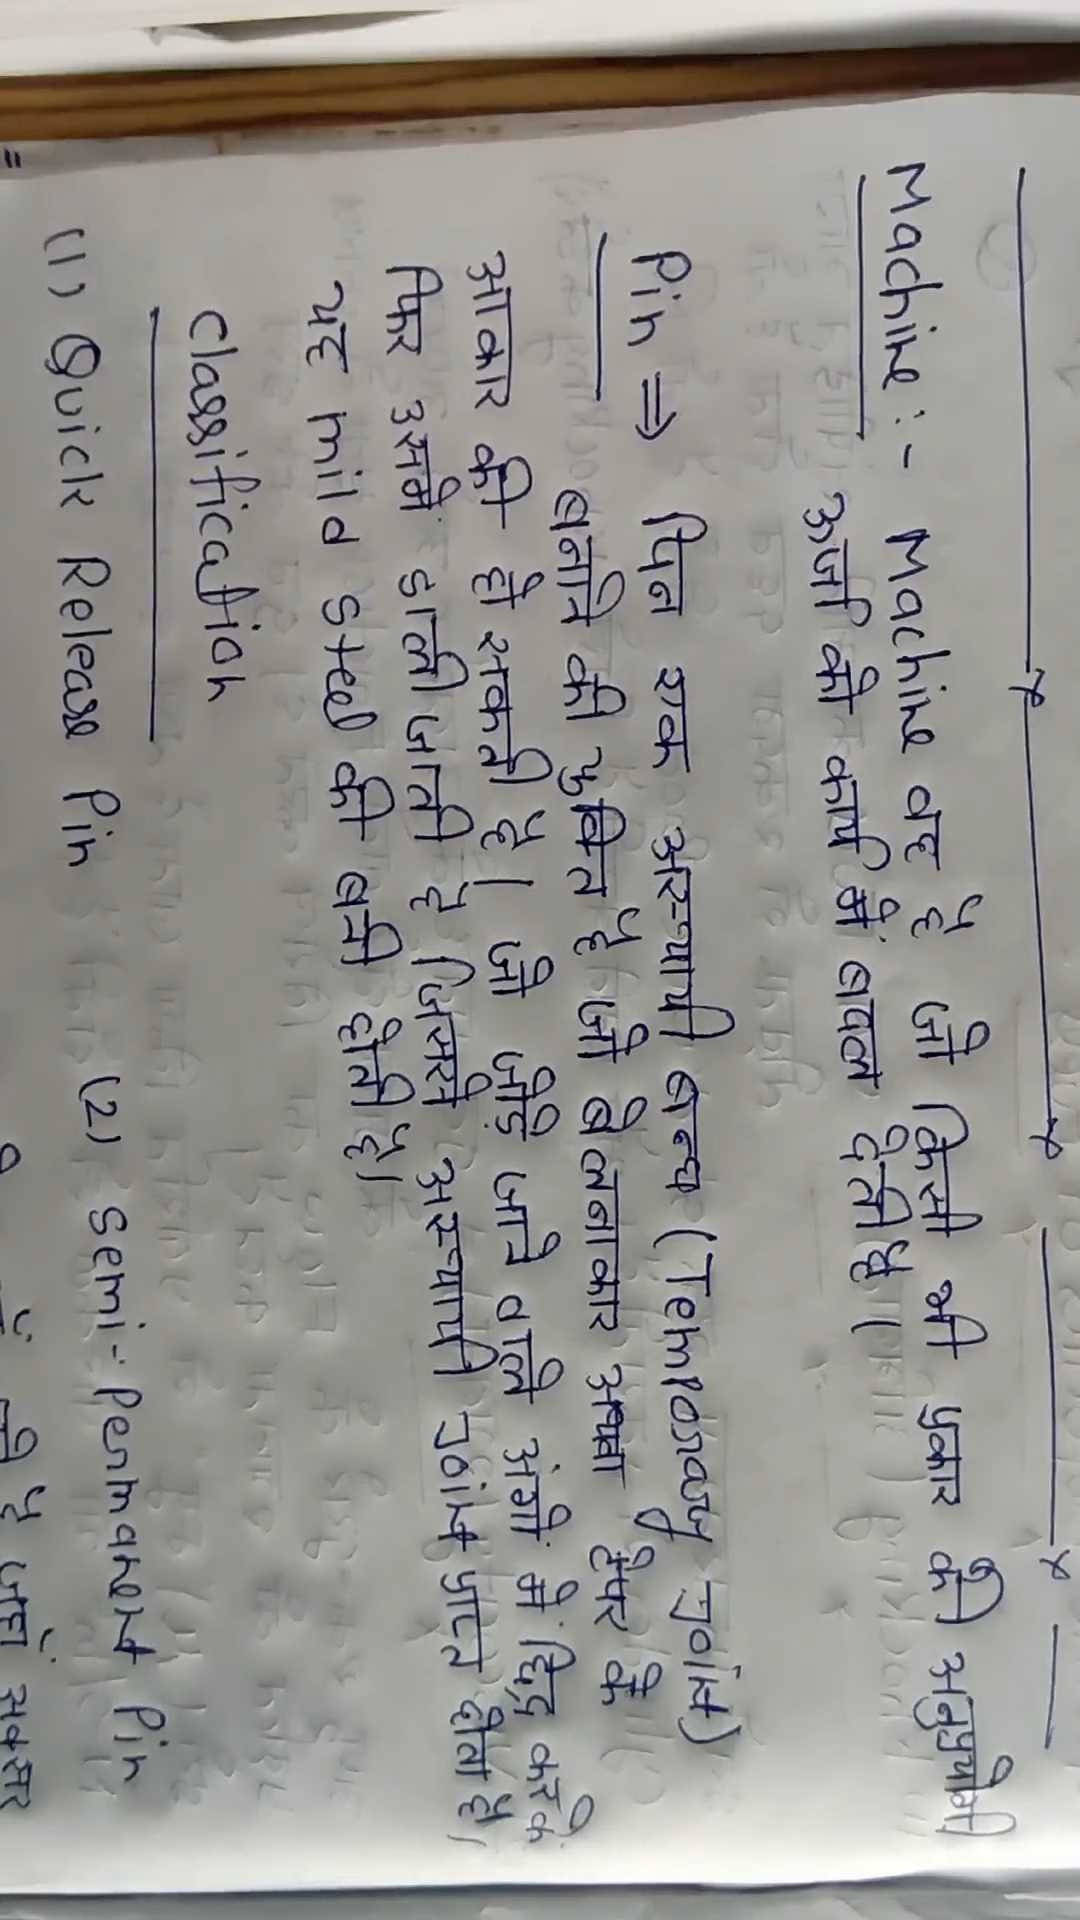 Machine :- Machine वह है जो किसी भी प्रकार की अनुपयोगी
ऊर्जा को कार्य में बदल देती है।
Pin ⇒ पिन एक अस्थायी बन्ध (Temporary Joint)
बनाने की युक्ति है जो बेलनाकार अथवा टेपर के
आकार की हो सकती है। जो जोड़े जाने वाले अंगो में छिद्र करके
फिर उसमें डाली जाती है जिससे अस्थायी Joint प्राप्त होता है।
यह mild steel की बनी होती है।
Classification
(1) Quick Release Pin (2) Semi-Permanent Pin